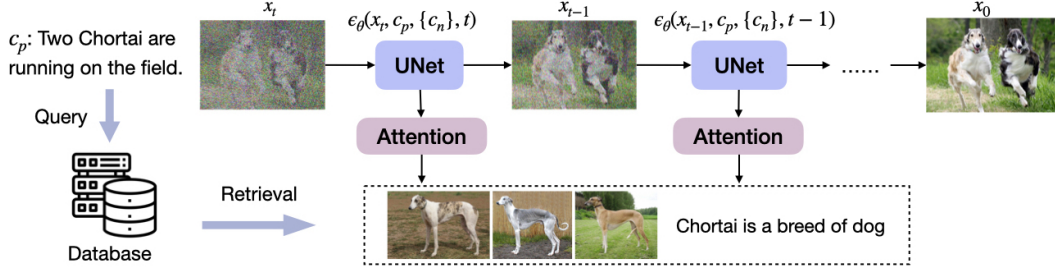 x_t
ϵ_θ(x_t, c_p, {c_n}, t)
x_{t−1}
ϵ_θ(x_{t−1}, c_p, {c_n}, t − 1)
x_0
c_p: Two Chortai are
running on the field.
UNet
UNet
......
Query
Attention
Attention
Retrieval
Chortai is a breed of dog
Database